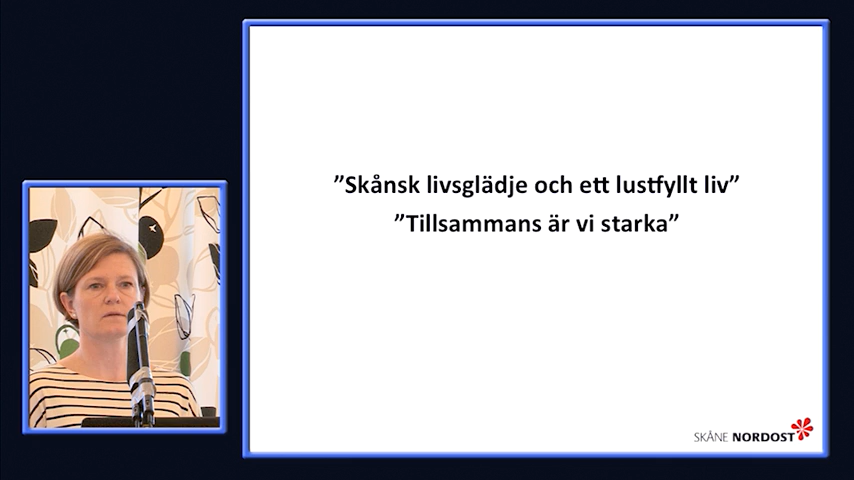 ”Skånsk livsglädje och ett lustfyllt liv”
”Tillsammans är vi starka”
SKÅNE NORDOST